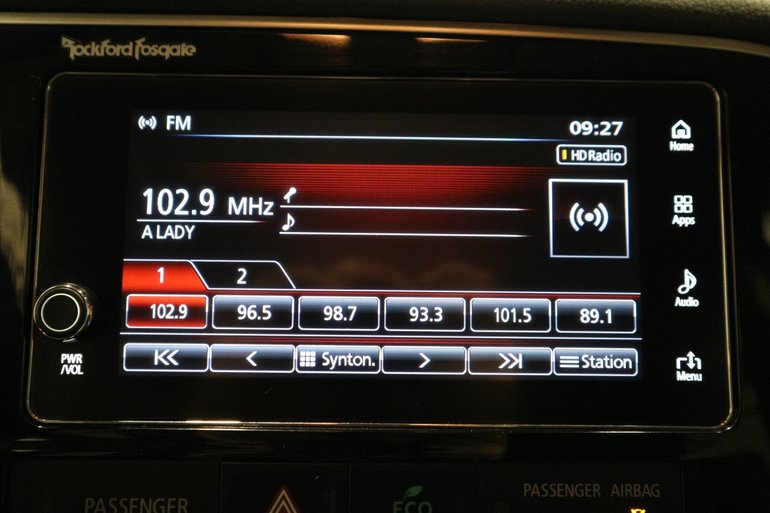 Rockford Fosgate
FM
09:27
HD Radio
102.9 MHz
A LADY
1 2
102.9 96.5 98.7 93.3 101.5 89.1
Synton. Station
PWR
/VOL
Home
Apps
Audio
Menu
PASSENGER
ECO
PASSENGER AIRBAG